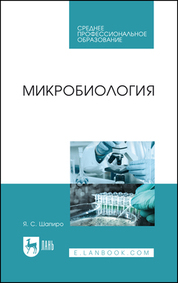 СРЕДНЕЕ
ПРОФЕССИОНАЛЬНОЕ
ОБРАЗОВАНИЕ
МИКРОБИОЛОГИЯ
Я. С. Шапиро
ЛАНЬ
E.LANBOOK.COM